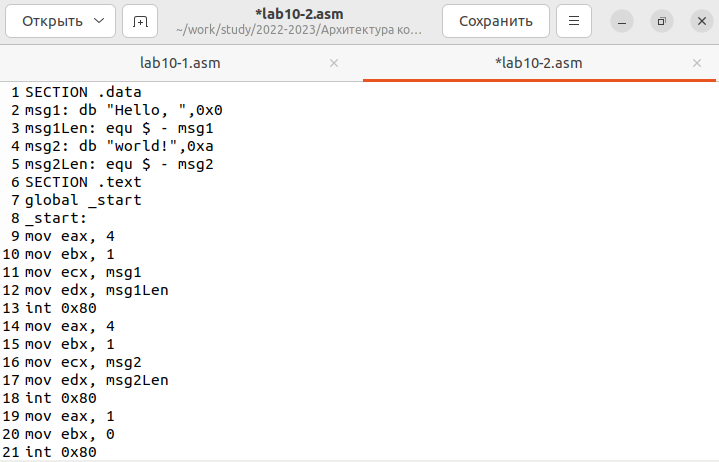 Открыть
*lab10-2.asm
~/work/study/2022-2023/Архитектура ко...
Сохранить
lab10-1.asm
*lab10-2.asm
1 SECTION .data
2 msg1: db "Hello, ",0x0
3 msg1Len: equ $ - msg1
4 msg2: db "world!",0xa
5 msg2Len: equ $ - msg2
6 SECTION .text
7 global _start
8 _start:
9 mov eax, 4
10 mov ebx, 1
11 mov ecx, msg1
12 mov edx, msg1Len
13 int 0x80
14 mov eax, 4
15 mov ebx, 1
16 mov ecx, msg2
17 mov edx, msg2Len
18 int 0x80
19 mov eax, 1
20 mov ebx, 0
21 int 0x80